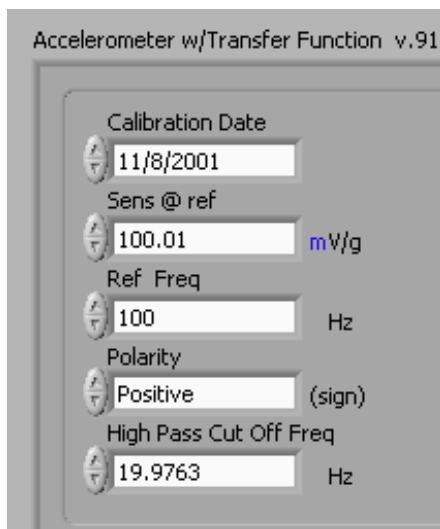 Accelerometer w/Transfer Function v.91
Calibration Date
11/8/2001
Sens @ ref
100.01 mV/g
Ref Freq
100 Hz
Polarity
Positive (sign)
High Pass Cut Off Freq
19.9763 Hz